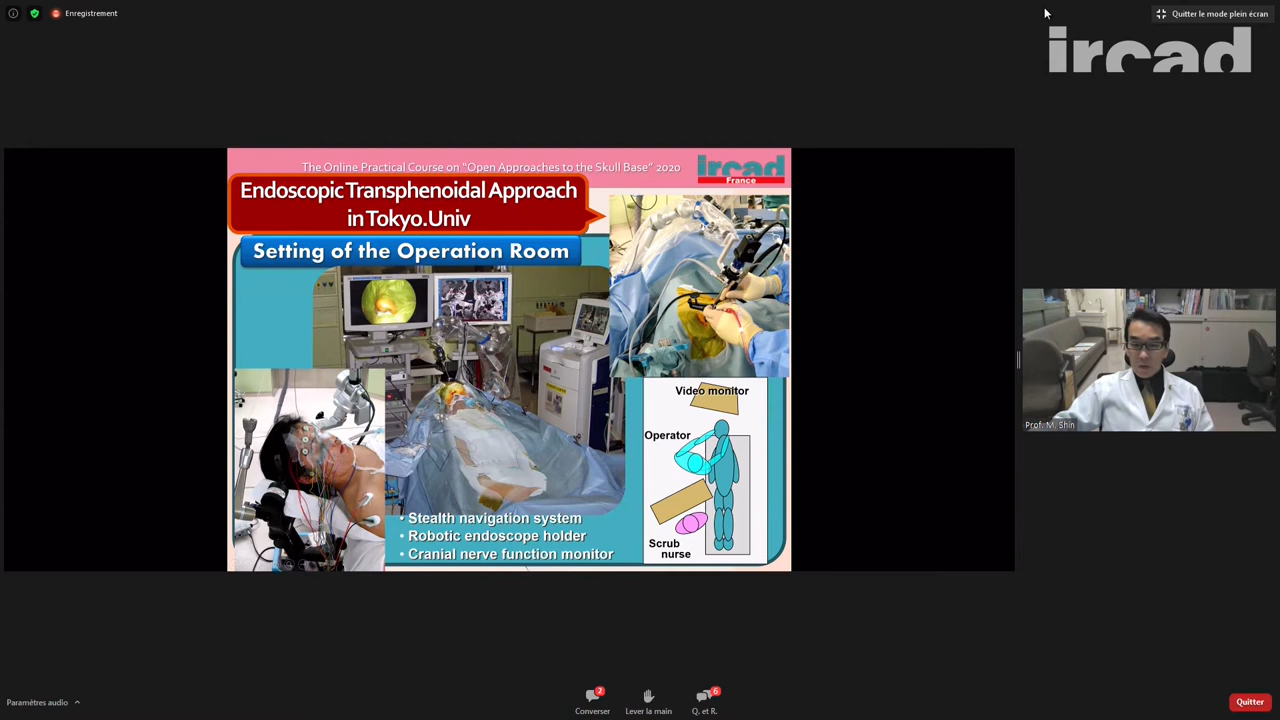 Enregistrement
Quitter le mode plein écran
ircad
The Online Practical Course on "Open Approaches to the Skull Base" 2020
ircad
France
Endoscopic Transphenoidal Approach
in Tokyo.Univ
Setting of the Operation Room
Video monitor
Operator
Scrub
nurse
• Stealth navigation system
• Robotic endoscope holder
• Cranial nerve function monitor
Prof. M. Shin
Paramètres audio
2
Converser
Lever la main
6
Q. et R.
Quitter